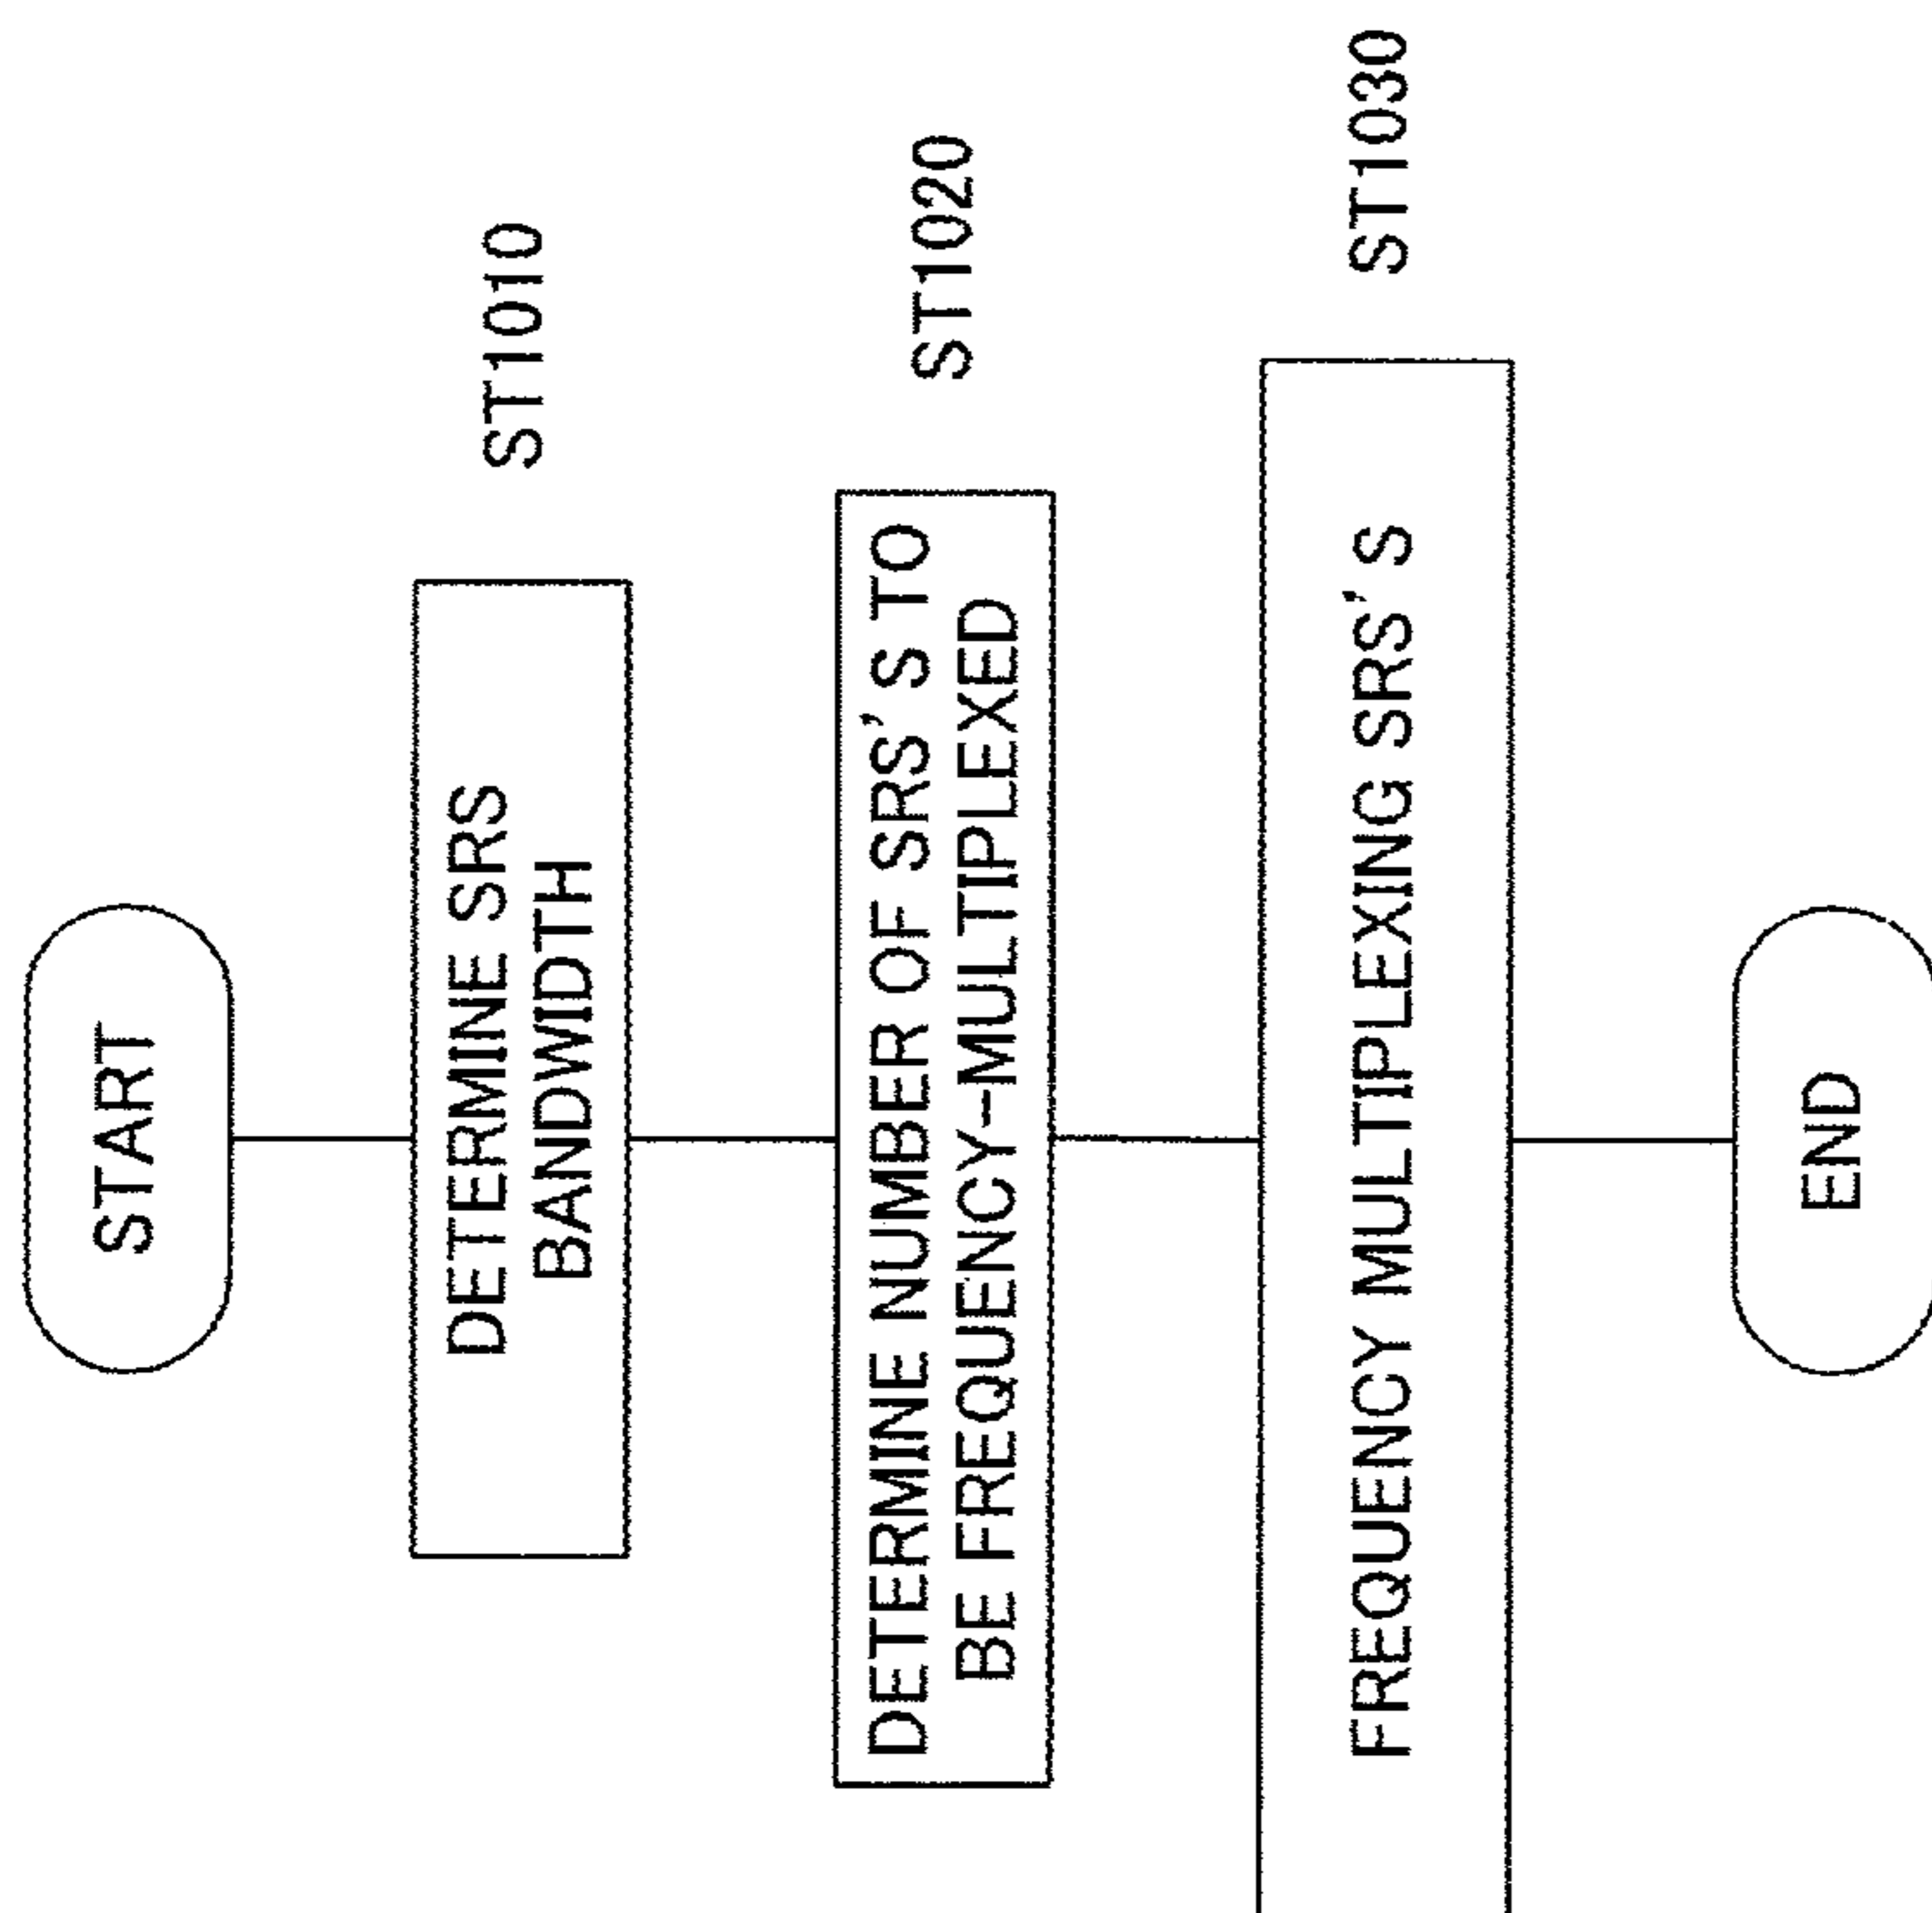 START
DETERMINE SRS
BANDWIDTH
ST1010
DETERMINE NUMBER OF SRS'S TO
BE FREQUENCY-MULTIPLEXED
ST1020
FREQUENCY MULTIPLEXING SRS'S
ST1030
END